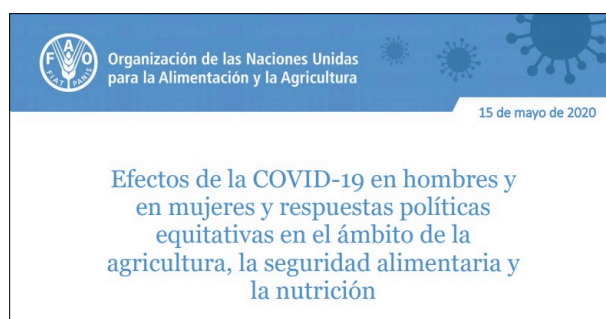 FAO
FIAT PANIS
Organización de las Naciones Unidas
para la Alimentación y la Agricultura
15 de mayo de 2020
Efectos de la COVID-19 en hombres y
en mujeres y respuestas políticas
equitativas en el ámbito de la
agricultura, la seguridad alimentaria y
la nutrición